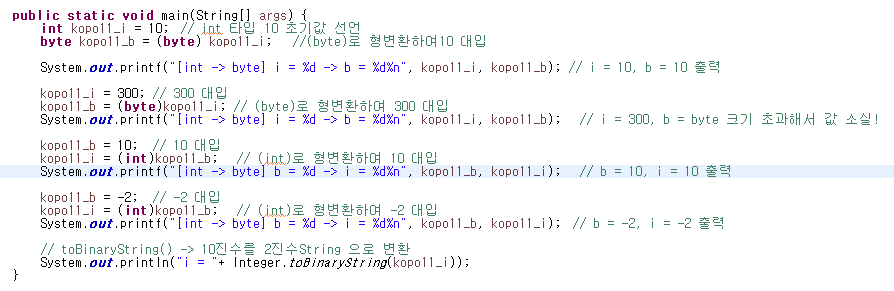 public static void main(String[] args) {
int kopo11_i = 10; // int 타입 10 초기값 선언
byte kopo11_b = (byte) kopo11_i; //(byte)로 형변환하여10 대입
System.out.printf("[int -> byte] i = %d -> b = %d%n", kopo11_i, kopo11_b); // i = 10, b = 10 출력
kopo11_i = 300; // 300 대입
kopo11_b = (byte)kopo11_i; // (byte)로 형변환하여 300 대입
System.out.printf("[int -> byte] i = %d -> b = %d%n", kopo11_i, kopo11_b); // i = 300, b = byte 크기 초과해서 값 소실!
kopo11_b = 10; // 10 대입
kopo11_i = (int)kopo11_b; // (int)로 형변환하여 10 대입
System.out.printf("[int -> byte] b = %d -> i = %d%n", kopo11_b, kopo11_i); // b = 10, i = 10 출력
kopo11_b = -2; // -2 대입
kopo11_i = (int)kopo11_b; // (int)로 형변환하여 -2 대입
System.out.printf("[int -> byte] b = %d -> i = %d%n", kopo11_b, kopo11_i); // b = -2, i = -2 출력
// toBinaryString() -> 10진수를 2진수String 으로 변환
System.out.println("i = "+ Integer.toBinaryString(kopo11_i));
}